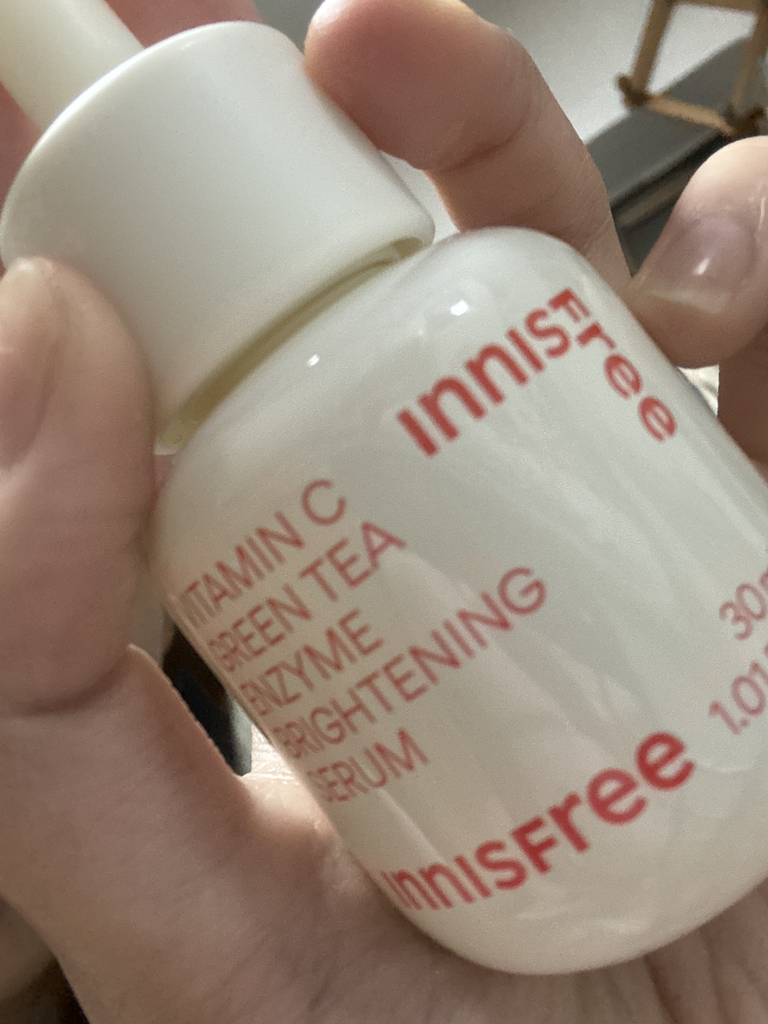 INNISFree
VITAMIN C
GREEN TEA
ENZYME
BRIGHTENING
SERUM
INNISFree